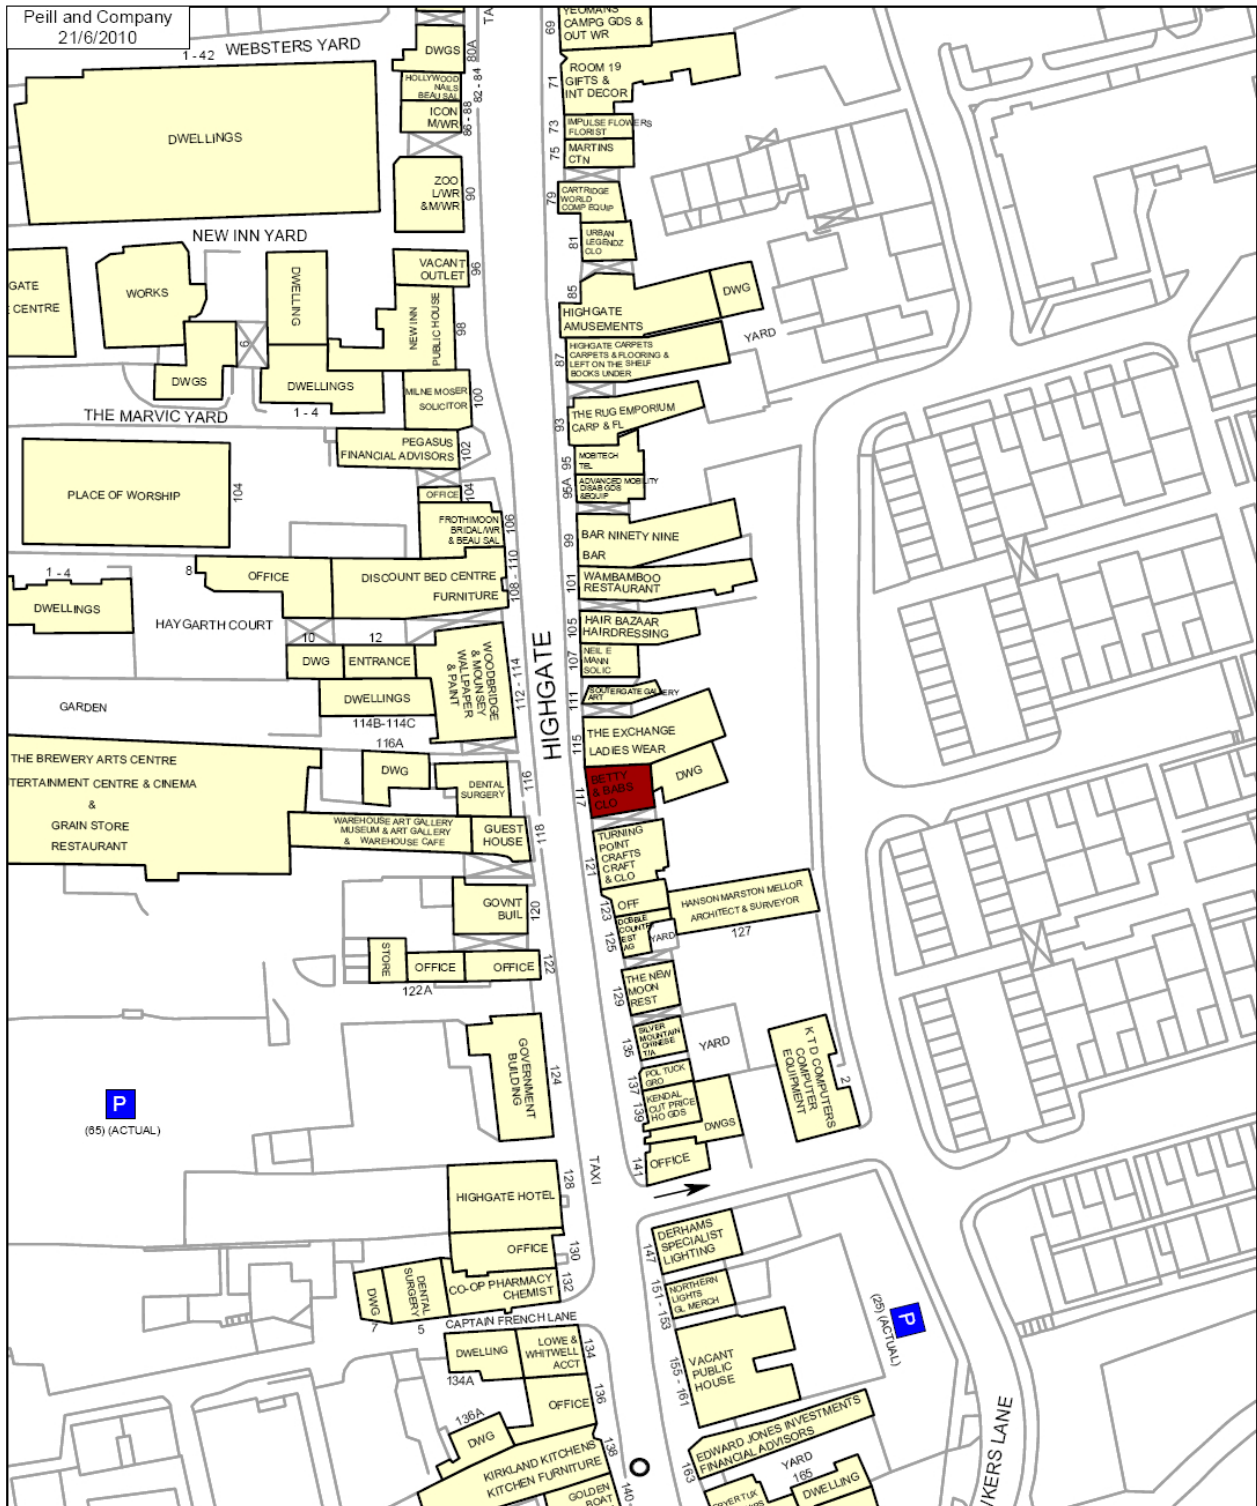 Peill and Company
21/6/2010
WEBSTERS YARD
1 - 42
DWELLINGS
DWGS
80A
HOLLYWOOD
NAILS
BEAU SAL
82 - 84
ICON
M/WR
86 - 88
ZOO
L/WR
&M/WR
90
NEW INN YARD
VACANT
OUTLET
96
GATE
E CENTRE
WORKS
DWELLING
NEW INN
PUBLIC HOUSE
98
6
DWGS
DWELLINGS
1 - 4
MILNE MOSER
SOLICITOR
100
THE MARVIC YARD
PEGASUS
FINANCIAL ADVISORS
102
PLACE OF WORSHIP
104
OFFICE
104
FROTHIMOON
BRIDAL/WR
& BEAU SAL
106
1 - 4
DWELLINGS
8
OFFICE
DISCOUNT BED CENTRE
FURNITURE
108 - 110
HAYGARTH COURT
10
12
DWG
ENTRANCE
WOODBRIDGE
& MOUNSEY
WALLPAPER
& PAINT
112 - 114
DWELLINGS
114B-114C
GARDEN
116A
DWG
DENTAL
SURGERY
116
THE BREWERY ARTS CENTRE
TERTAINMENT CENTRE & CINEMA
&
GRAIN STORE
RESTAURANT
WAREHOUSE ART GALLERY
MUSEUM & ART GALLERY
& WAREHOUSE CAFE
GUEST
HOUSE
118
GOVNT
BUIL
120
STORE
OFFICE
OFFICE
122
122A
GOVERNMENT
BUILDING
124
P
(65) (ACTUAL)
TAXI
HIGHGATE HOTEL
128
OFFICE
130
CO-OP PHARMACY
CHEMIST
132
DENTAL
SURGERY
5
DWG
7
CAPTAIN FRENCH LANE
DWELLING
134A
LOWE &
WHITWELL
ACCT
134
OFFICE
136
136A
DWG
KIRKLAND KITCHENS
KITCHEN FURNITURE
138
GOLDEN
BOAT
140-
HIGHGATE
TA
YEOMANS
CAMPG GDS &
OUT WR
69
ROOM 19
GIFTS &
INT DECOR
71
IMPULSE FLOWERS
FLORIST
73
MARTINS
CTN
75
CARTRIDGE
WORLD
COMP EQUIP
79
URBAN
LEGENDZ
CLO
81
85
HIGHGATE
AMUSEMENTS
DWG
YARD
HIGHGATE CARPETS
CARPETS & FLOORING &
LEFT ON THE SHELF
BOOKS UNDER
87
THE RUG EMPORIUM
CARP & FL
93
MOBITECH
TEL
95
ADVANCED MOBILITY
DISAB GDS
&EQUIP
95A
BAR NINETY NINE
BAR
99
WAMBAMBOO
RESTAURANT
101
HAIR BAZAAR
HAIRDRESSING
105
NEIL E
MANN
SOLIC
107
SOUTERGATE GALLERY
ART
111
THE EXCHANGE
LADIES WEAR
115
BETTY
& BABS
CLO
117
DWG
TURNING
POINT
CRAFTS
CRAFT
& CLO
121
OFF
123
HANSON MARSTON MELLOR
ARCHITECT & SURVEYOR
127
DOBBLE
COUNTRY
EST
AG
125
YARD
THE NEW
MOON
REST
129
SILVER
MOUNTAIN
CHINESE
T/A
135
YARD
POL TUCK
GRO
137
KENDAL
CUT PRICE
HO GDS
139
DWGS
OFFICE
141
K T D COMPUTERS
COMPUTER
EQUIPMENT
2
DERHAMS
SPECIALIST
LIGHTING
147
NORTHERN
LIGHTS
GL MERCH
151 - 153
VACANT
PUBLIC
HOUSE
155 - 161
P
(25) (ACTUAL)
EDWARD JONES INVESTMENTS
FINANCIAL ADVISORS
163
YARD
165
DWELLING
FRYER TUK
NKERS LANE